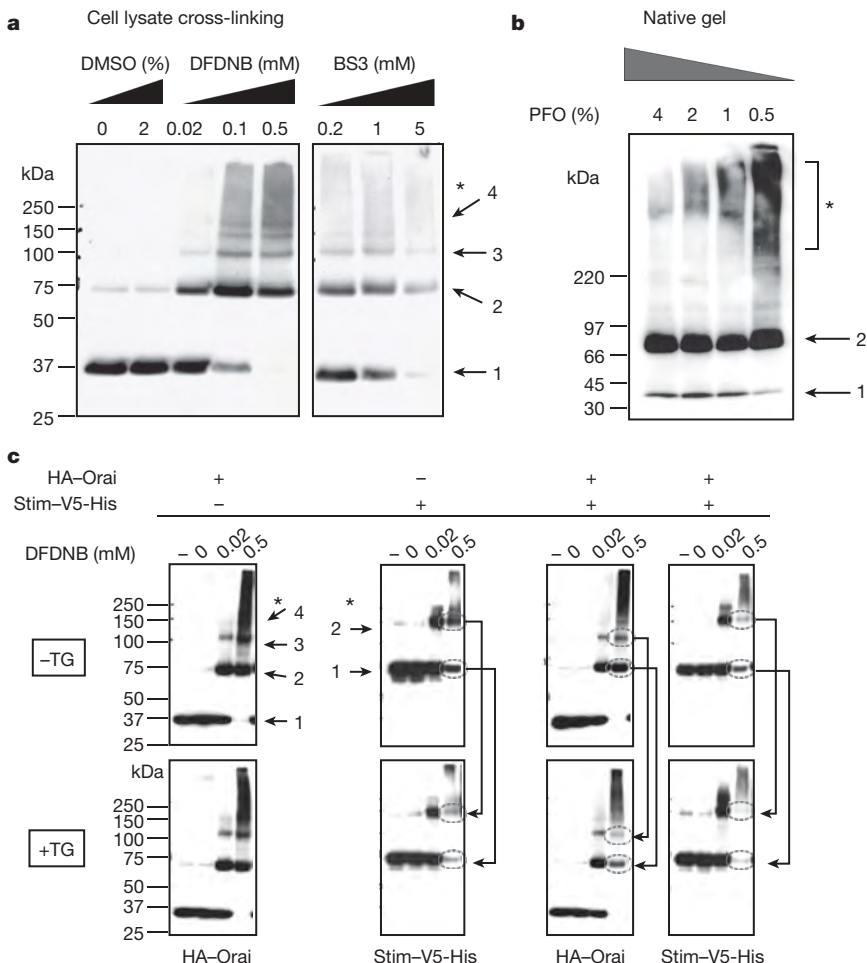 a
Cell lysate cross-linking
DMSO (%) DFDNB (mM) BS3 (mM)
0 2 0.02 0.1 0.5 0.2 1 5
kDa
250
150
100
75
50
37
25
* 4
3
2
1
b
Native gel
PFO (%) 4 2 1 0.5
kDa
220
97
66
45
30
*
2
1
c
HA–Orai + – + +
Stim–V5-His – + + +
DFDNB (mM) – 0 0.02 0.5 – 0 0.02 0.5 – 0 0.02 0.5 – 0 0.02 0.5
–TG
250
150
100
75
50
37
25
* 4
3
2
1
*
2
1
kDa
+TG
250
150
100
75
50
37
25
HA–Orai Stim–V5-His HA–Orai Stim–V5-His